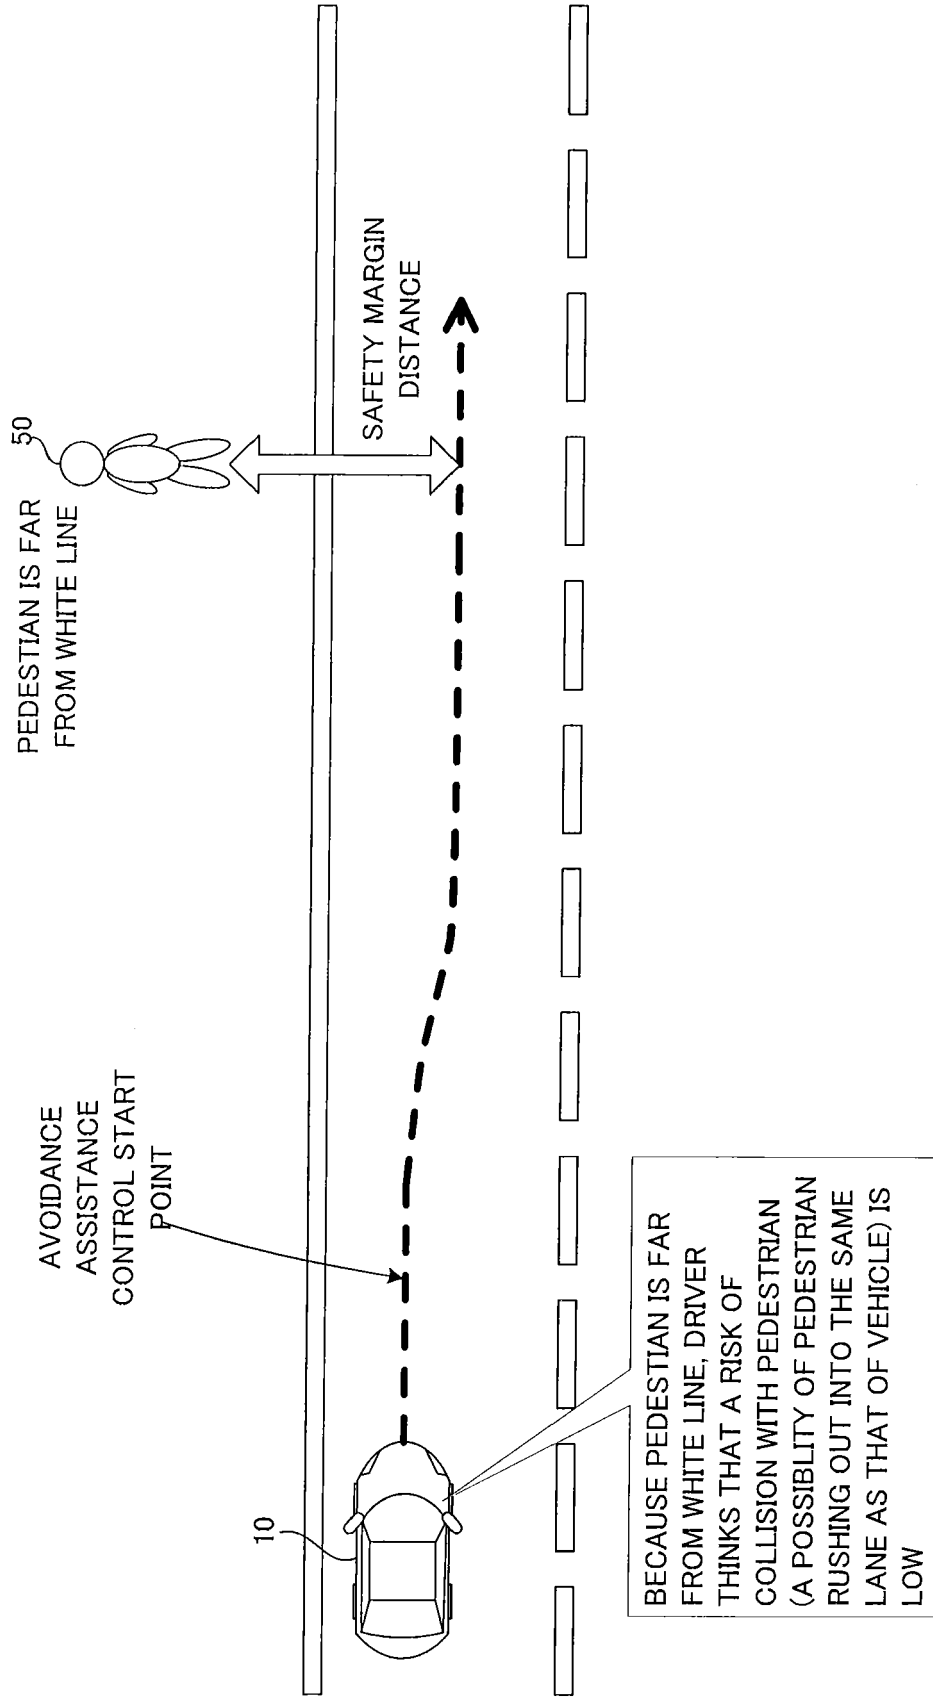 50
PEDESTIAN IS FAR
FROM WHITE LINE
SAFETY MARGIN
DISTANCE
AVOIDANCE
ASSISTANCE
CONTROL START
POINT
10
BECAUSE PEDESTIAN IS FAR
FROM WHITE LINE, DRIVER
THINKS THAT A RISK OF
COLLISION WITH PEDESTRIAN
(A POSSIBLITY OF PEDESTRIAN
RUSHING OUT INTO THE SAME
LANE AS THAT OF VEHICLE) IS
LOW